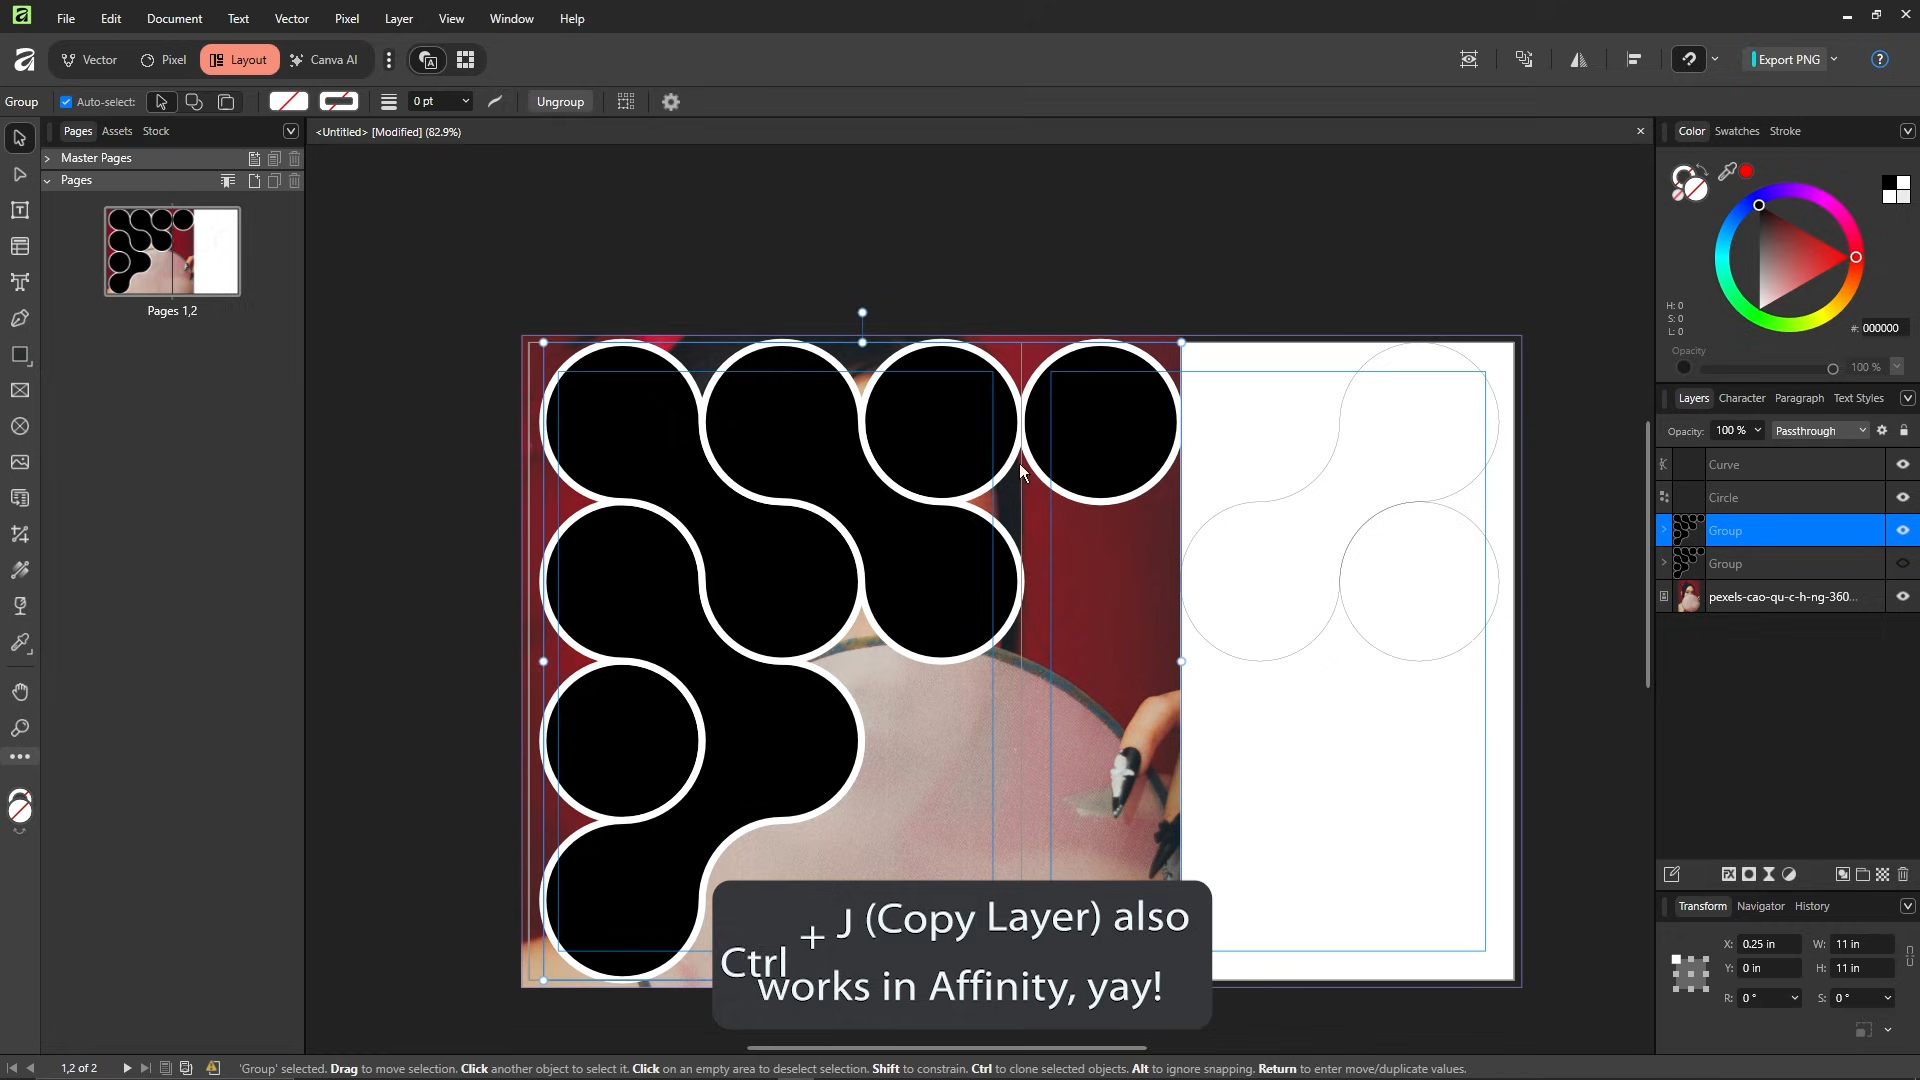 File Edit Document Text Vector Pixel Layer View Window Help
Vector Pixel Layout Canva AI Export PNG
Group Auto-select: 0 pt Ungroup
Pages Assets Stock
<Untitled> [Modified] (82.9%)
Color Swatches Stroke
Master Pages
Pages
Pages 1,2
H: 0
S: 0
L: 0
#: 000000
Opacity
100 %
Layers Character Paragraph Text Styles
Opacity: 100 % Passthrough
Curve
Circle
Group
Group
pexels-cao-qu-c-h-ng-360...
Transform Navigator History
X: 0.25 in W: 11 in
Y: 0 in H: 11 in
R: 0 ° S: 0 °
Ctrl + J (Copy Layer) also
works in Affinity, yay!
1,2 of 2 'Group' selected. Drag to move selection. Click another object to select it. Click on an empty area to deselect selection. Shift to constrain. Ctrl to clone selected objects. Alt to ignore snapping. Return to enter move/duplicate values.